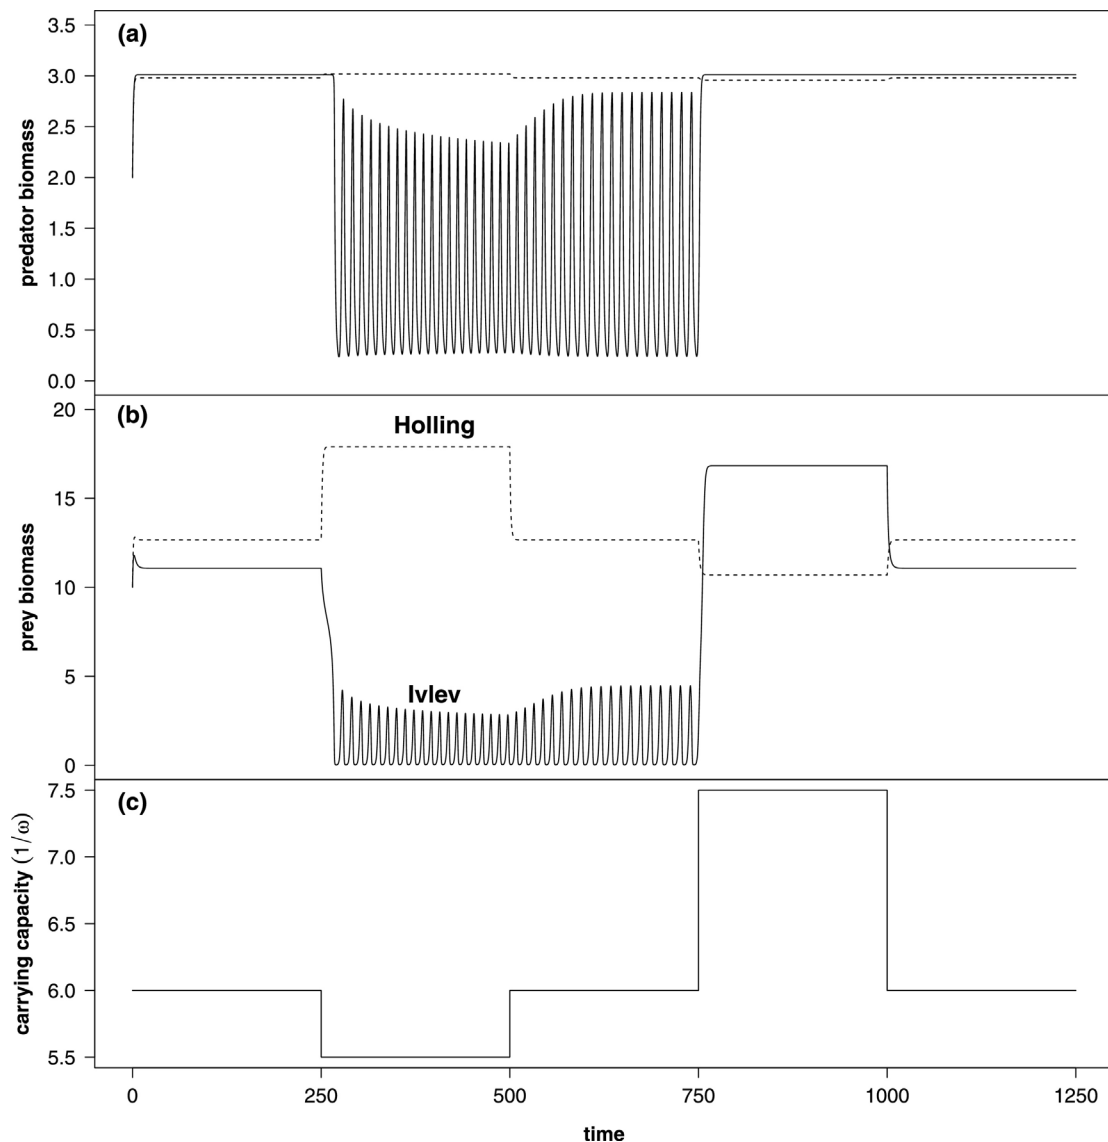 (a)
3.5
3.0
2.5
2.0
1.5
1.0
0.5
0.0
predator biomass
(b)
20
15
10
5
0
prey biomass
Holling
Ivlev
(c)
7.5
7.0
6.5
6.0
5.5
carrying capacity (1/ω)
0 250 500 750 1000 1250
time